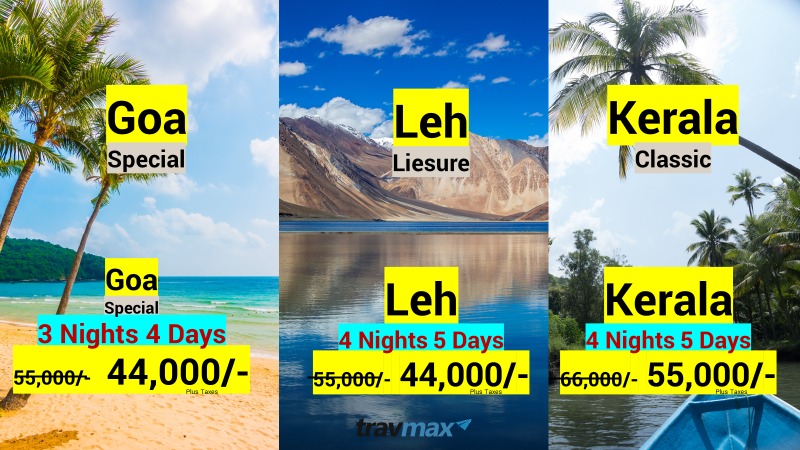 Goa
Special
Goa
Special
3 Nights 4 Days
55,000/- 44,000/-
Plus Taxes
Leh
Liesure
Leh
4 Nights 5 Days
55,000/- 44,000/-
Plus Taxes
travmax
Kerala
Classic
Kerala
4 Nights 5 Days
66,000/- 55,000/-
Plus Taxes